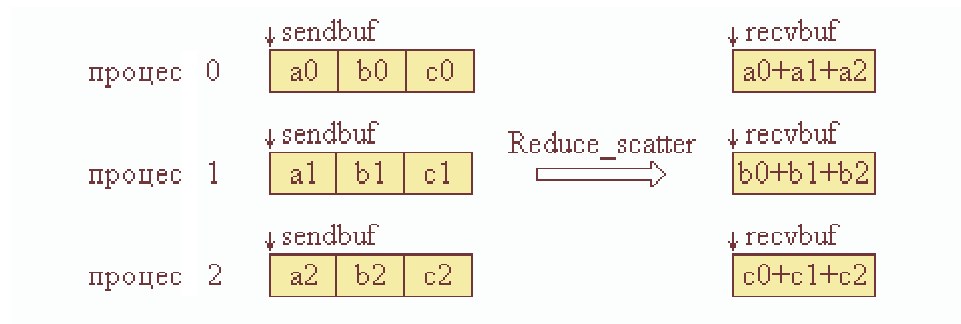 sendbuf recvbuf
процес 0 a0 b0 c0 a0+a1+a2
sendbuf recvbuf
Reduce_scatter
процес 1 a1 b1 c1 b0+b1+b2
sendbuf recvbuf
процес 2 a2 b2 c2 c0+c1+c2